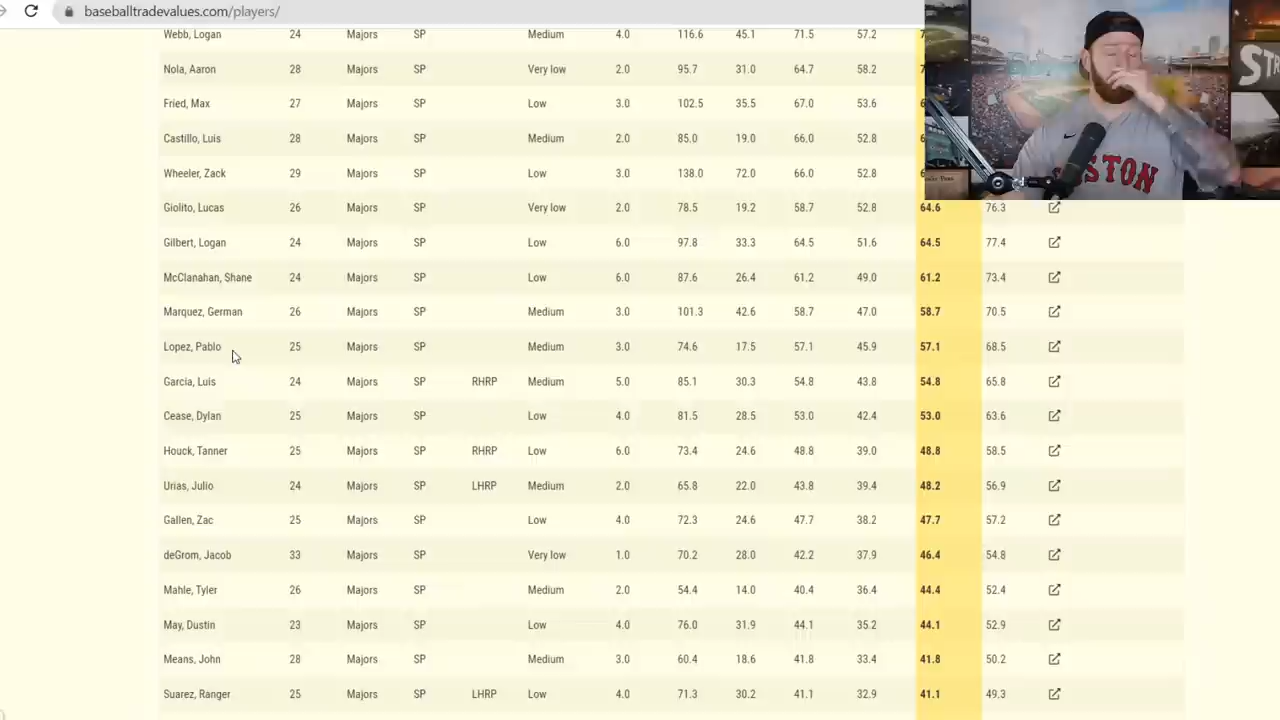 baseballtradevalues.com/players/
Webb, Logan 24 Majors SP Medium 4.0 116.6 45.1 71.5 57.2
Nola, Aaron 28 Majors SP Very low 2.0 95.7 31.0 64.7 58.2
Fried, Max 27 Majors SP Low 3.0 102.5 35.5 67.0 53.6
Castillo, Luis 28 Majors SP Medium 2.0 85.0 19.0 66.0 52.8
Wheeler, Zack 29 Majors SP Low 3.0 138.0 72.0 66.0 52.8
Giolito, Lucas 26 Majors SP Very low 2.0 78.5 19.2 58.7 52.8 64.6 76.3
Gilbert, Logan 24 Majors SP Low 6.0 97.8 33.3 64.5 51.6 64.5 77.4
McClanahan, Shane 24 Majors SP Low 6.0 87.6 26.4 61.2 49.0 61.2 73.4
Marquez, German 26 Majors SP Medium 3.0 101.3 42.6 58.7 47.0 58.7 70.5
Lopez, Pablo 25 Majors SP Medium 3.0 74.6 17.5 57.1 45.9 57.1 68.5
Garcia, Luis 24 Majors SP RHRP Medium 5.0 85.1 30.3 54.8 43.8 54.8 65.8
Cease, Dylan 25 Majors SP Low 4.0 81.5 28.5 53.0 42.4 53.0 63.6
Houck, Tanner 25 Majors SP RHRP Low 6.0 73.4 24.6 48.8 39.0 48.8 58.5
Urias, Julio 24 Majors SP LHRP Medium 2.0 65.8 22.0 43.8 39.4 48.2 56.9
Gallen, Zac 25 Majors SP Low 4.0 72.3 24.6 47.7 38.2 47.7 57.2
deGrom, Jacob 33 Majors SP Very low 1.0 70.2 28.0 42.2 37.9 46.4 54.8
Mahle, Tyler 26 Majors SP Medium 2.0 54.4 14.0 40.4 36.4 44.4 52.4
May, Dustin 23 Majors SP Low 4.0 76.0 31.9 44.1 35.2 44.1 52.9
Means, John 28 Majors SP Medium 3.0 60.4 18.6 41.8 33.4 41.8 50.2
Suarez, Ranger 25 Majors SP LHRP Low 4.0 71.3 30.2 41.1 32.9 41.1 49.3